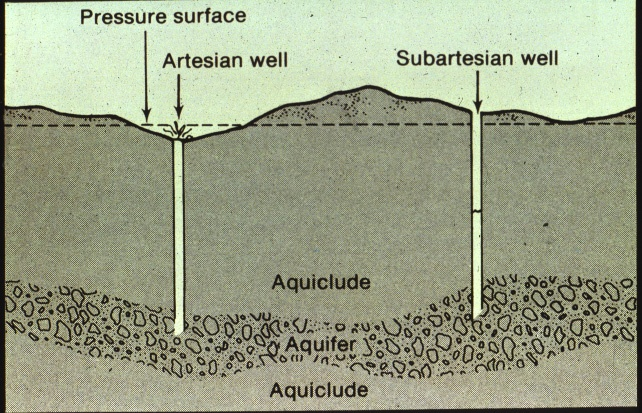 Pressure surface
Artesian well
Subartesian well
Aquiclude
Aquifer
Aquiclude